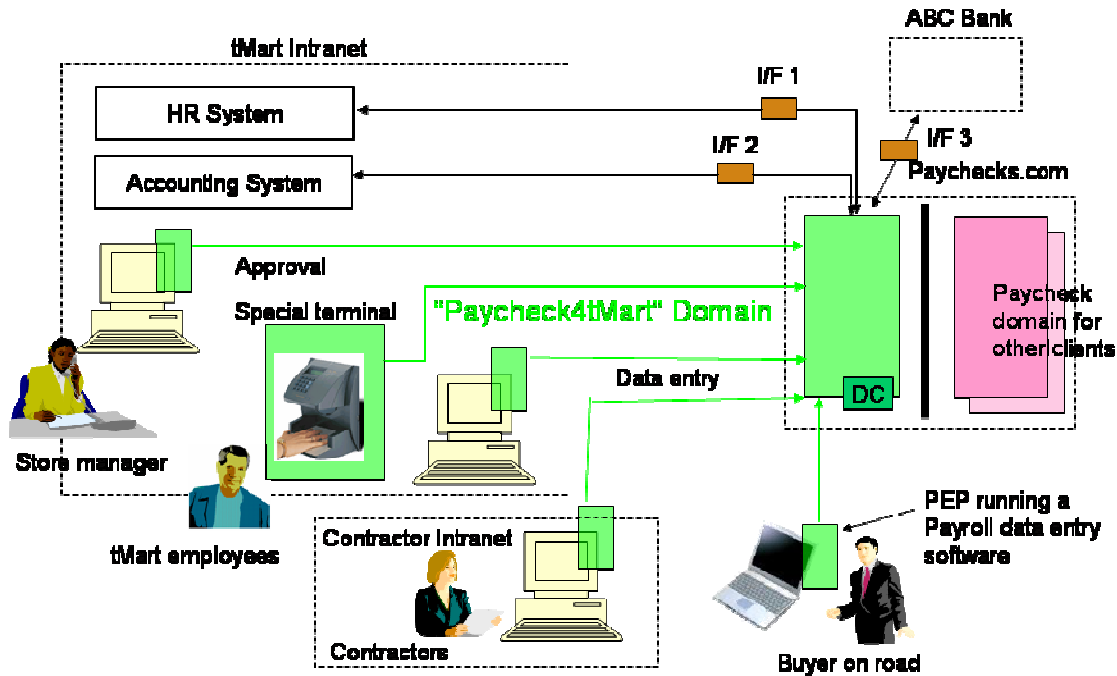 ABC Bank
tMart Intranet
I/F 1
HR System
I/F 2
I/F 3
Accounting System
Paychecks.com
Approval
Special terminal
"Paycheck4tMart" Domain
Paycheck
domain for
other clients
Data entry
DC
Store manager
PEP running a
Payroll data entry
software
Contractor Intranet
tMart employees
Contractors
Buyer on road